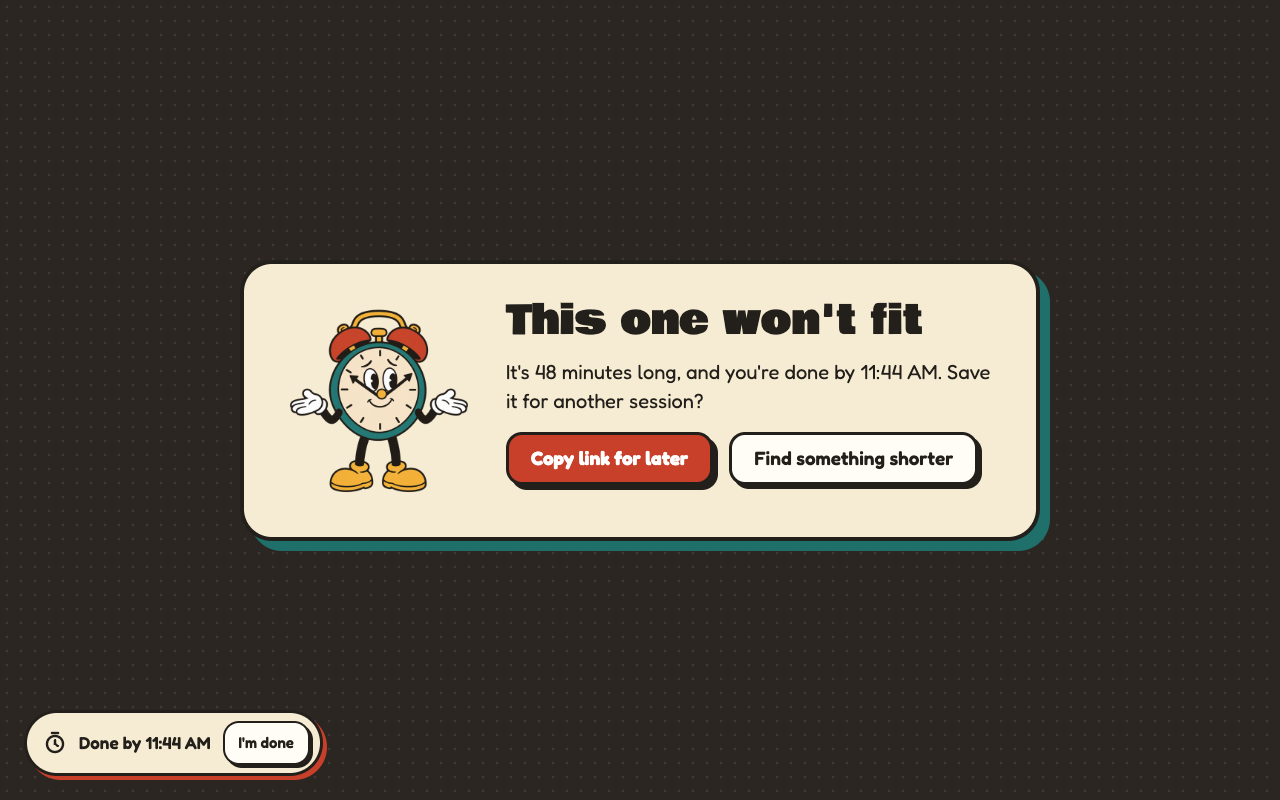 This one won't fit
It's 48 minutes long, and you're done by 11:44 AM. Save
it for another session?
Copy link for later
Find something shorter
Done by 11:44 AM
I'm done